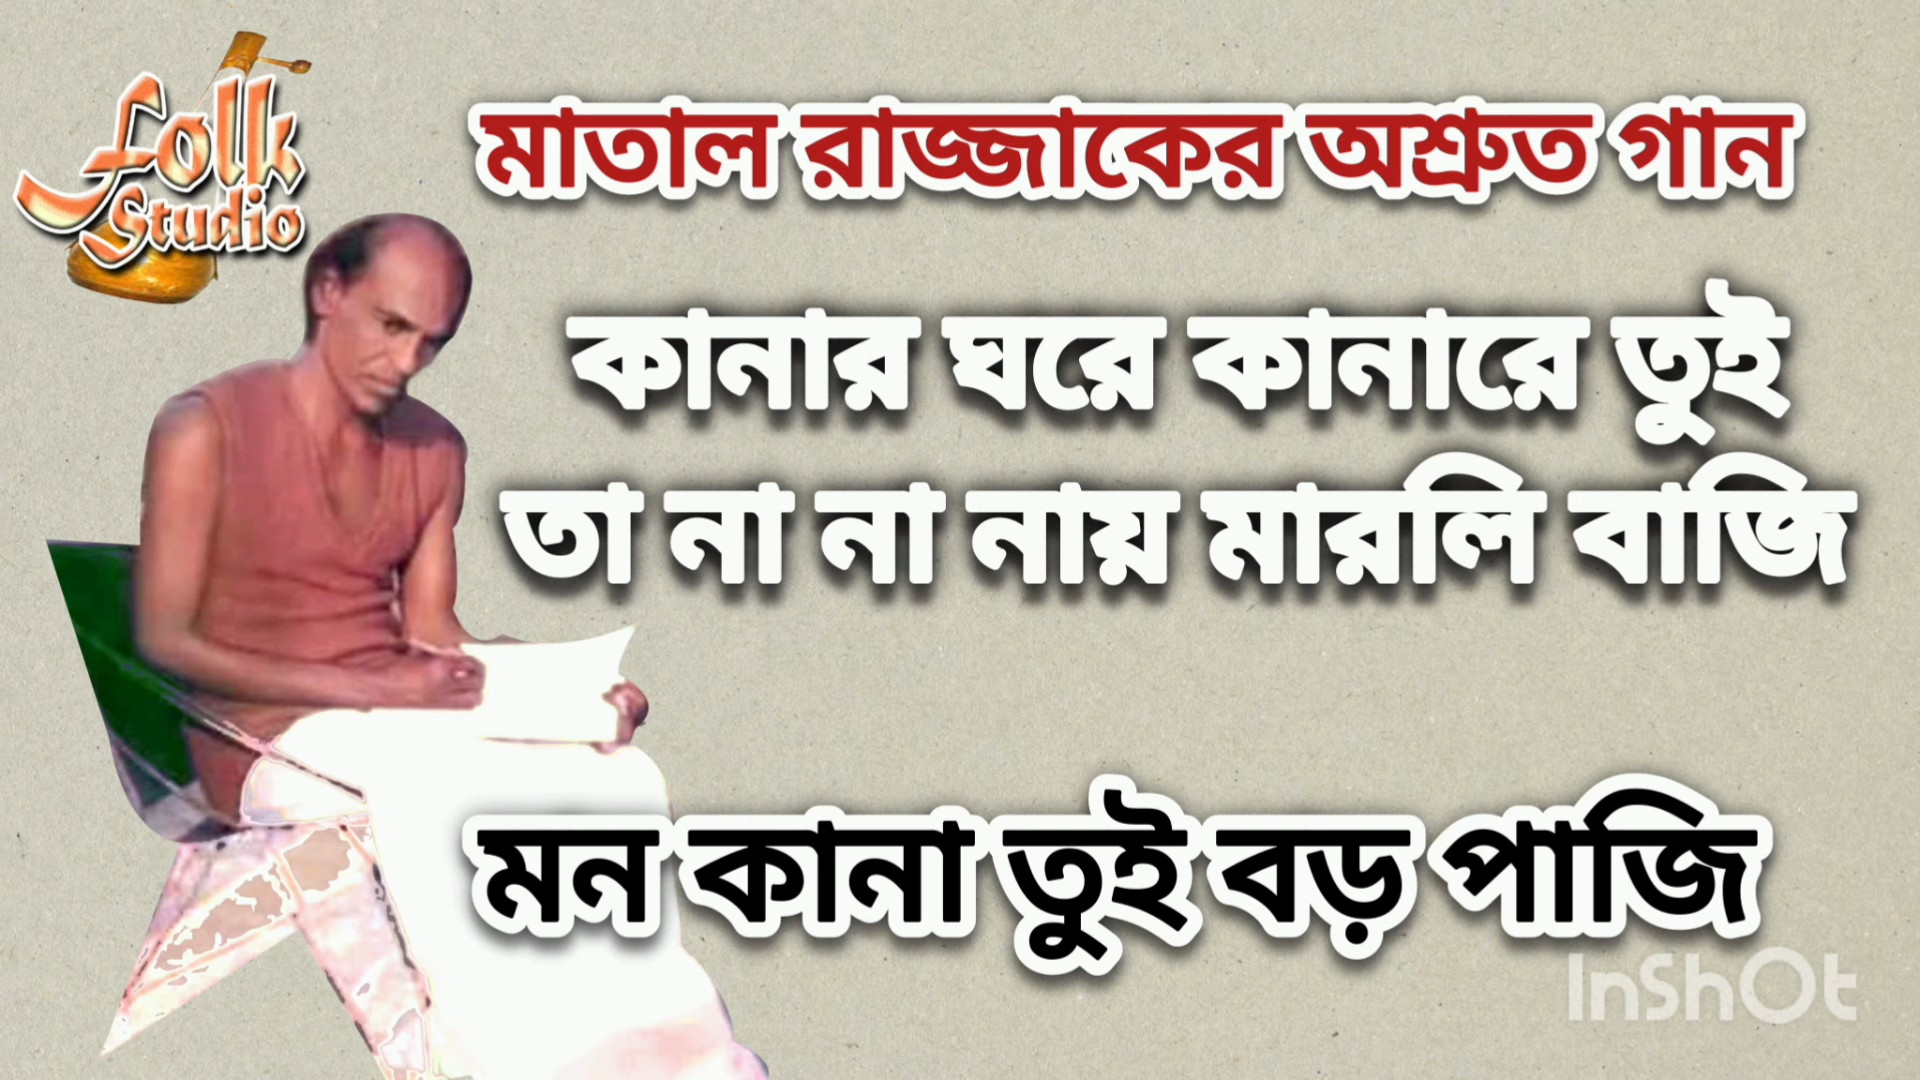 Folk
Studio
মাতাল রাজ্জাকের অশ্রুত গান
কানার ঘরে কানারে তুই
তা না না নায় মারলি বাজি
মন কানা তুই বড় পাজি
InShOt